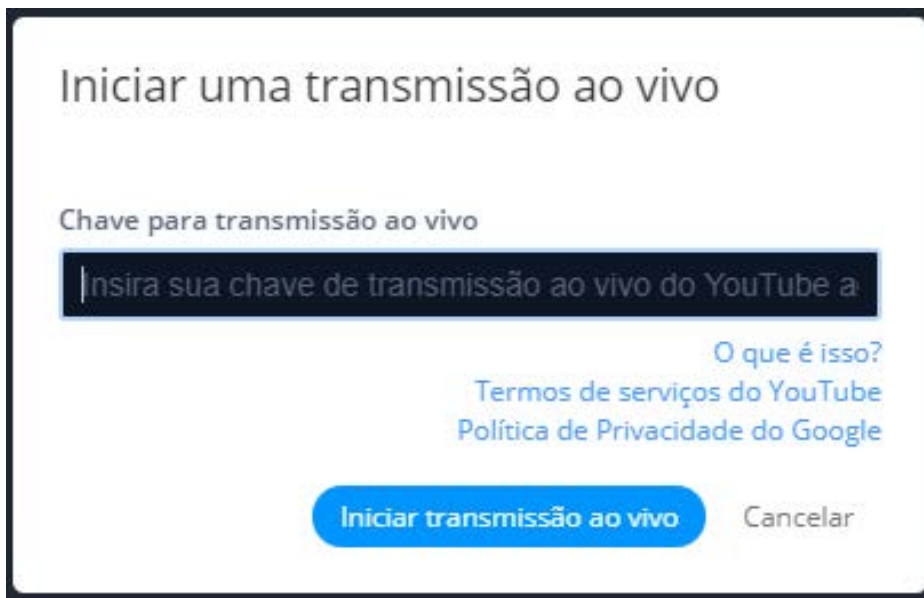 Iniciar uma transmissão ao vivo
Chave para transmissão ao vivo
Insira sua chave de transmissão ao vivo do YouTube a
O que é isso?
Termos de serviços do YouTube
Política de Privacidade do Google
Iniciar transmissão ao vivo
Cancelar